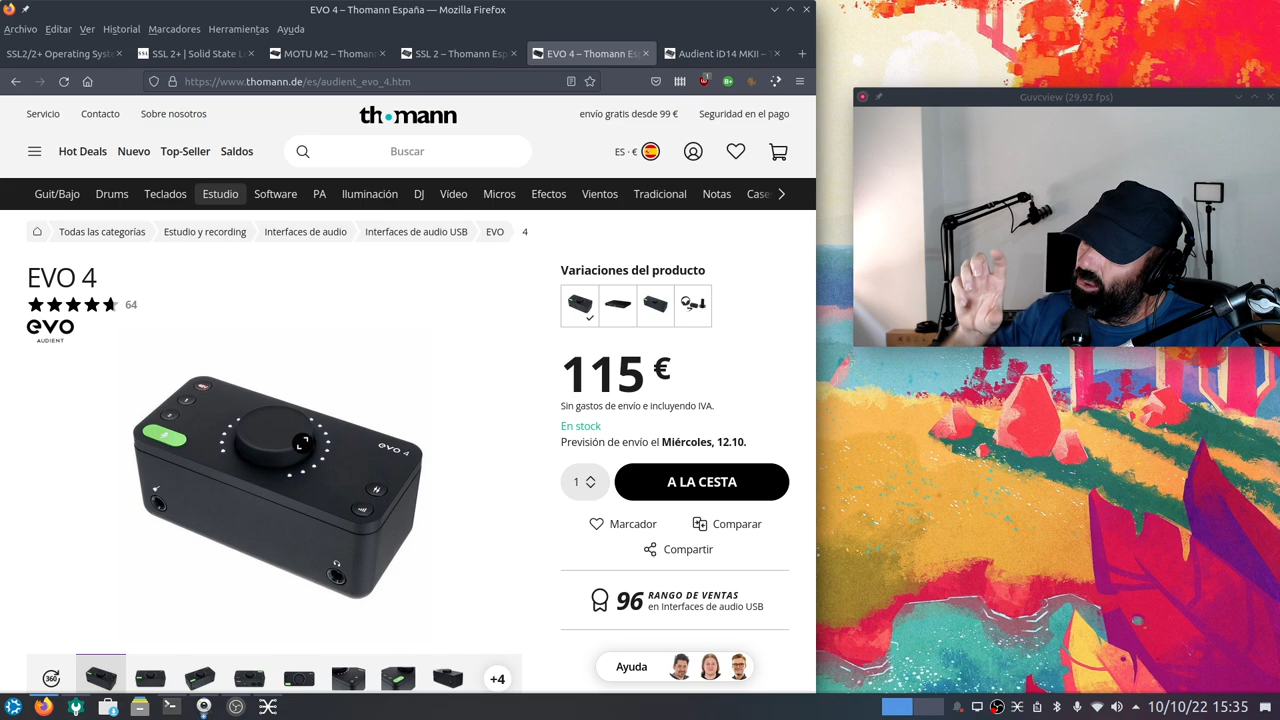 EVO 4 – Thomann España — Mozilla Firefox
Archivo Editar Ver Historial Marcadores Herramientas Ayuda
SSL2/2+ Operating Syst
SSL SSL 2+ | Solid State L
MOTU M2 – Thoman
SSL 2 – Thomann Esp
EVO 4 – Thomann Es
Audient iD14 MKII – T
https://www.thomann.de/es/audient_evo_4.htm
Servicio Contacto Sobre nosotros
thomann
envío gratis desde 99 € Seguridad en el pago
Hot Deals Nuevo Top-Seller Saldos
Buscar
ES · €
Guit/Bajo Drums Teclados Estudio Software PA Iluminación DJ Vídeo Micros Efectos Vientos Tradicional Notas Case
Todas las categorías Estudio y recording Interfaces de audio Interfaces de audio USB EVO 4
EVO 4
64
evo
AUDIENT
evo 4
Variaciones del producto
115 €
Sin gastos de envío e incluyendo IVA.
En stock
Previsión de envío el Miércoles, 12.10.
1
A LA CESTA
Marcador Comparar
Compartir
96 RANGO DE VENTAS
en Interfaces de audio USB
Ayuda
360
+4
Guvcview (29,92 fps)
10/10/22 15:35